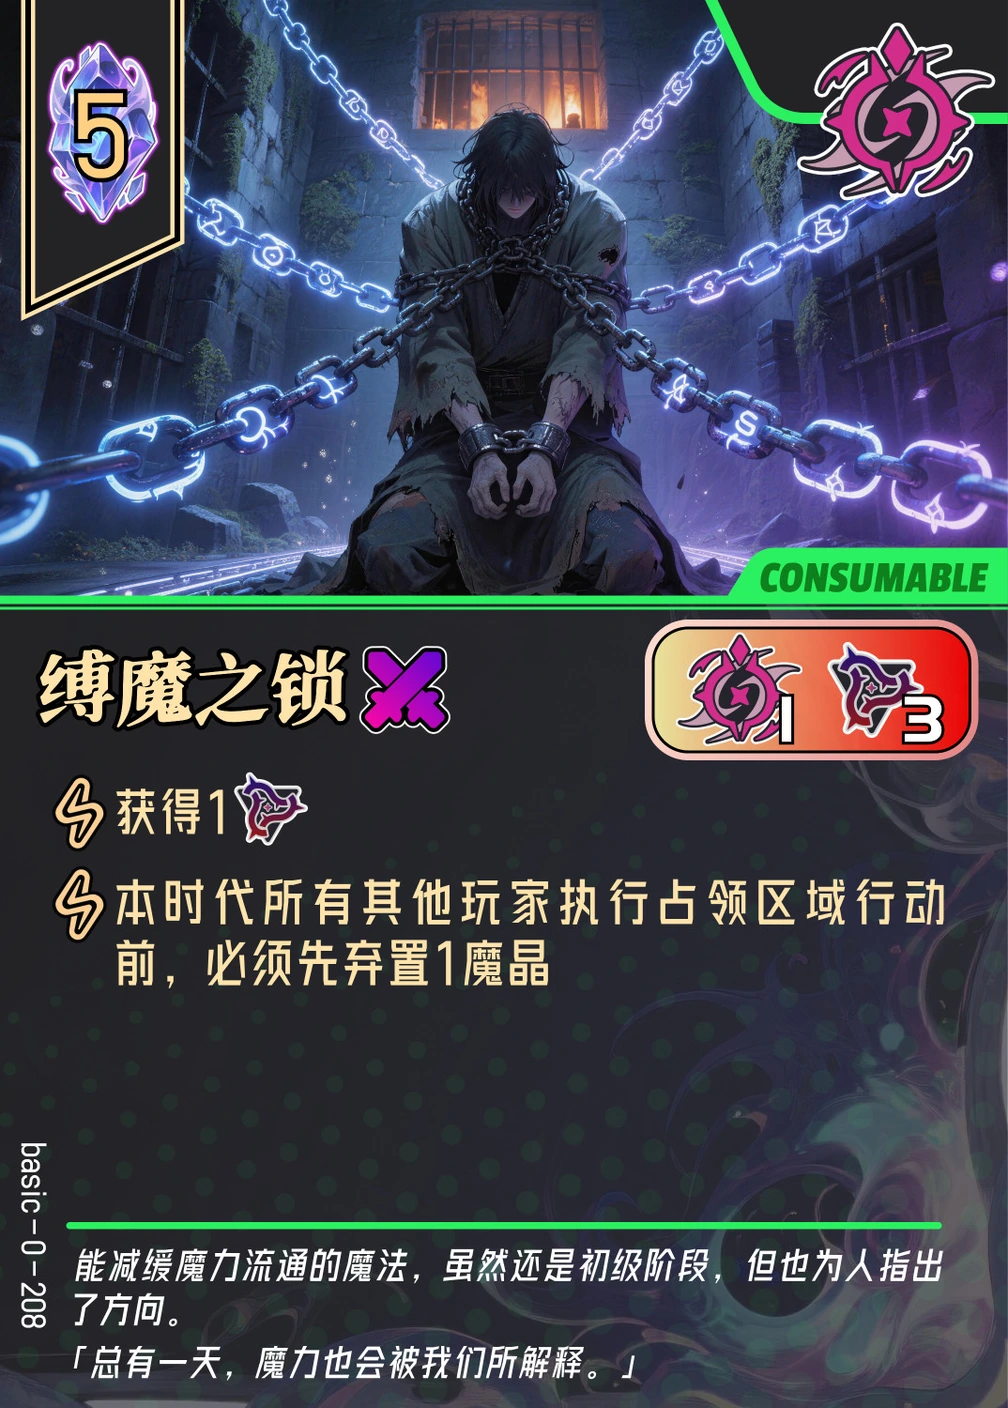 5
CONSUMABLE
缚魔之锁
1 3
获得1
本时代所有其他玩家执行占领区域行动
前，必须先弃置1魔晶
basic-0-208
能减缓魔力流通的魔法，虽然还是初级阶段，但也为人指出
了方向。
「总有一天，魔力也会被我们所解释。」